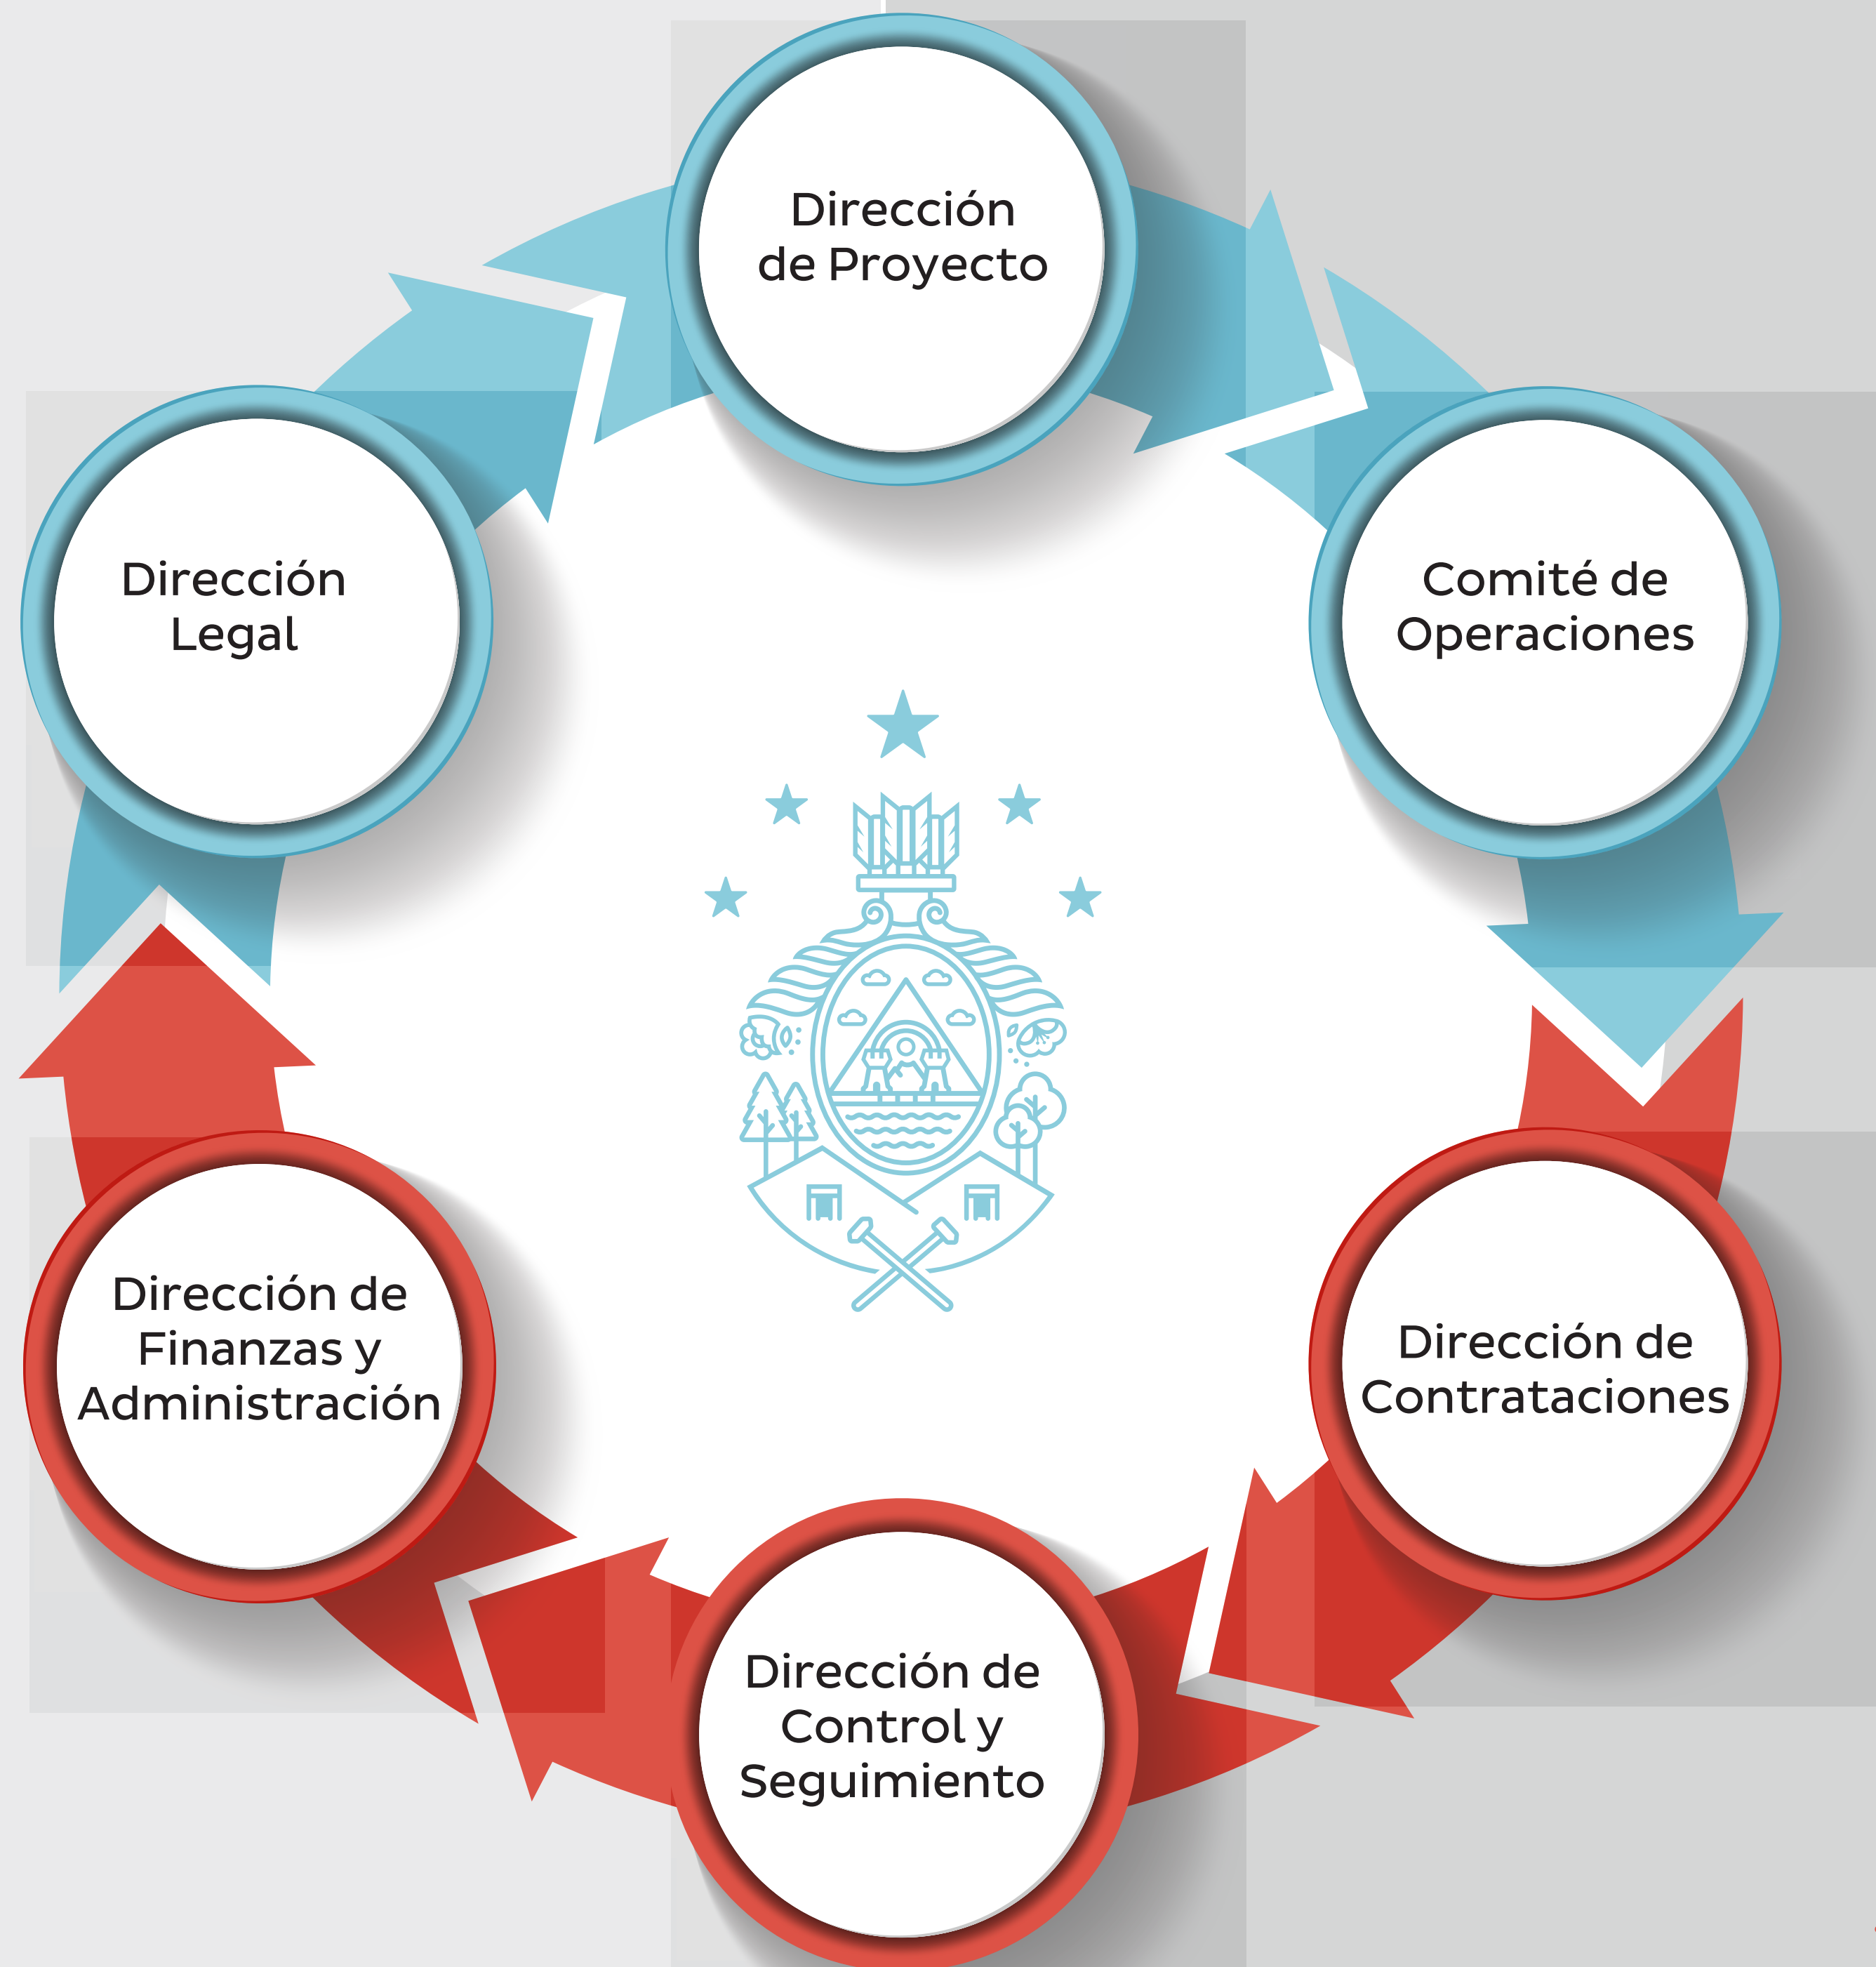 Dirección
de Proyecto
Comité de
Operaciones
Dirección de
Contrataciones
Dirección de
Control y
Seguimiento
Dirección de
Finanzas y
Administración
Dirección
Legal